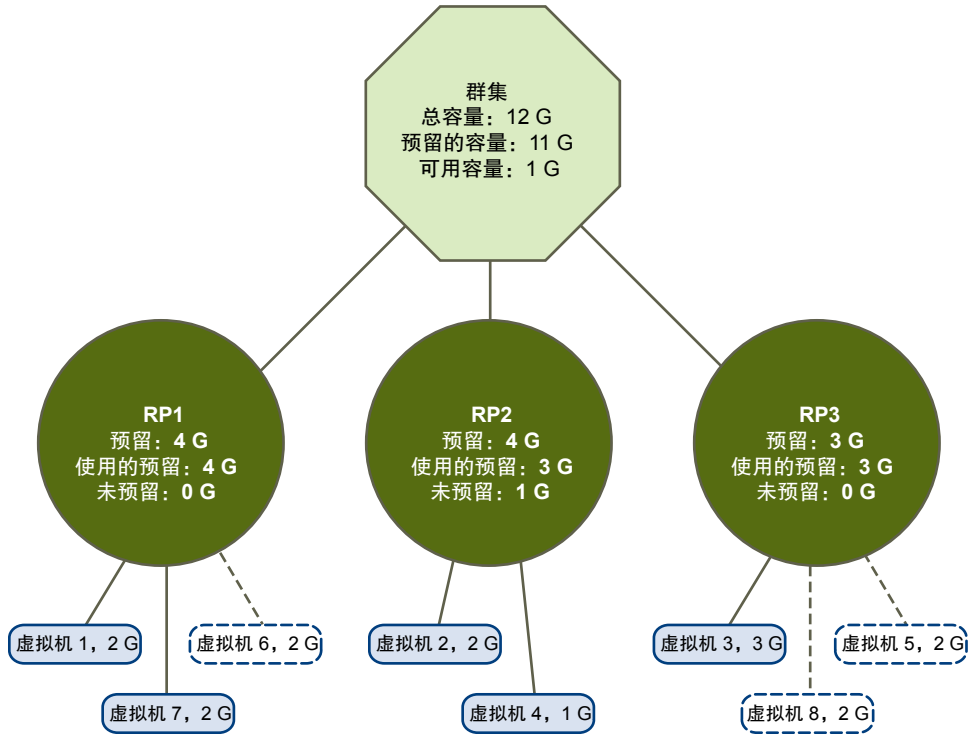 群集
总容量：12 G
预留的容量：11 G
可用容量：1 G
RP1
预留：4 G
使用的预留：4 G
未预留：0 G
RP2
预留：4 G
使用的预留：3 G
未预留：1 G
RP3
预留：3 G
使用的预留：3 G
未预留：0 G
虚拟机 1，2 G
虚拟机 6，2 G
虚拟机 2，2 G
虚拟机 3，3 G
虚拟机 5，2 G
虚拟机 7，2 G
虚拟机 4，1 G
虚拟机 8，2 G